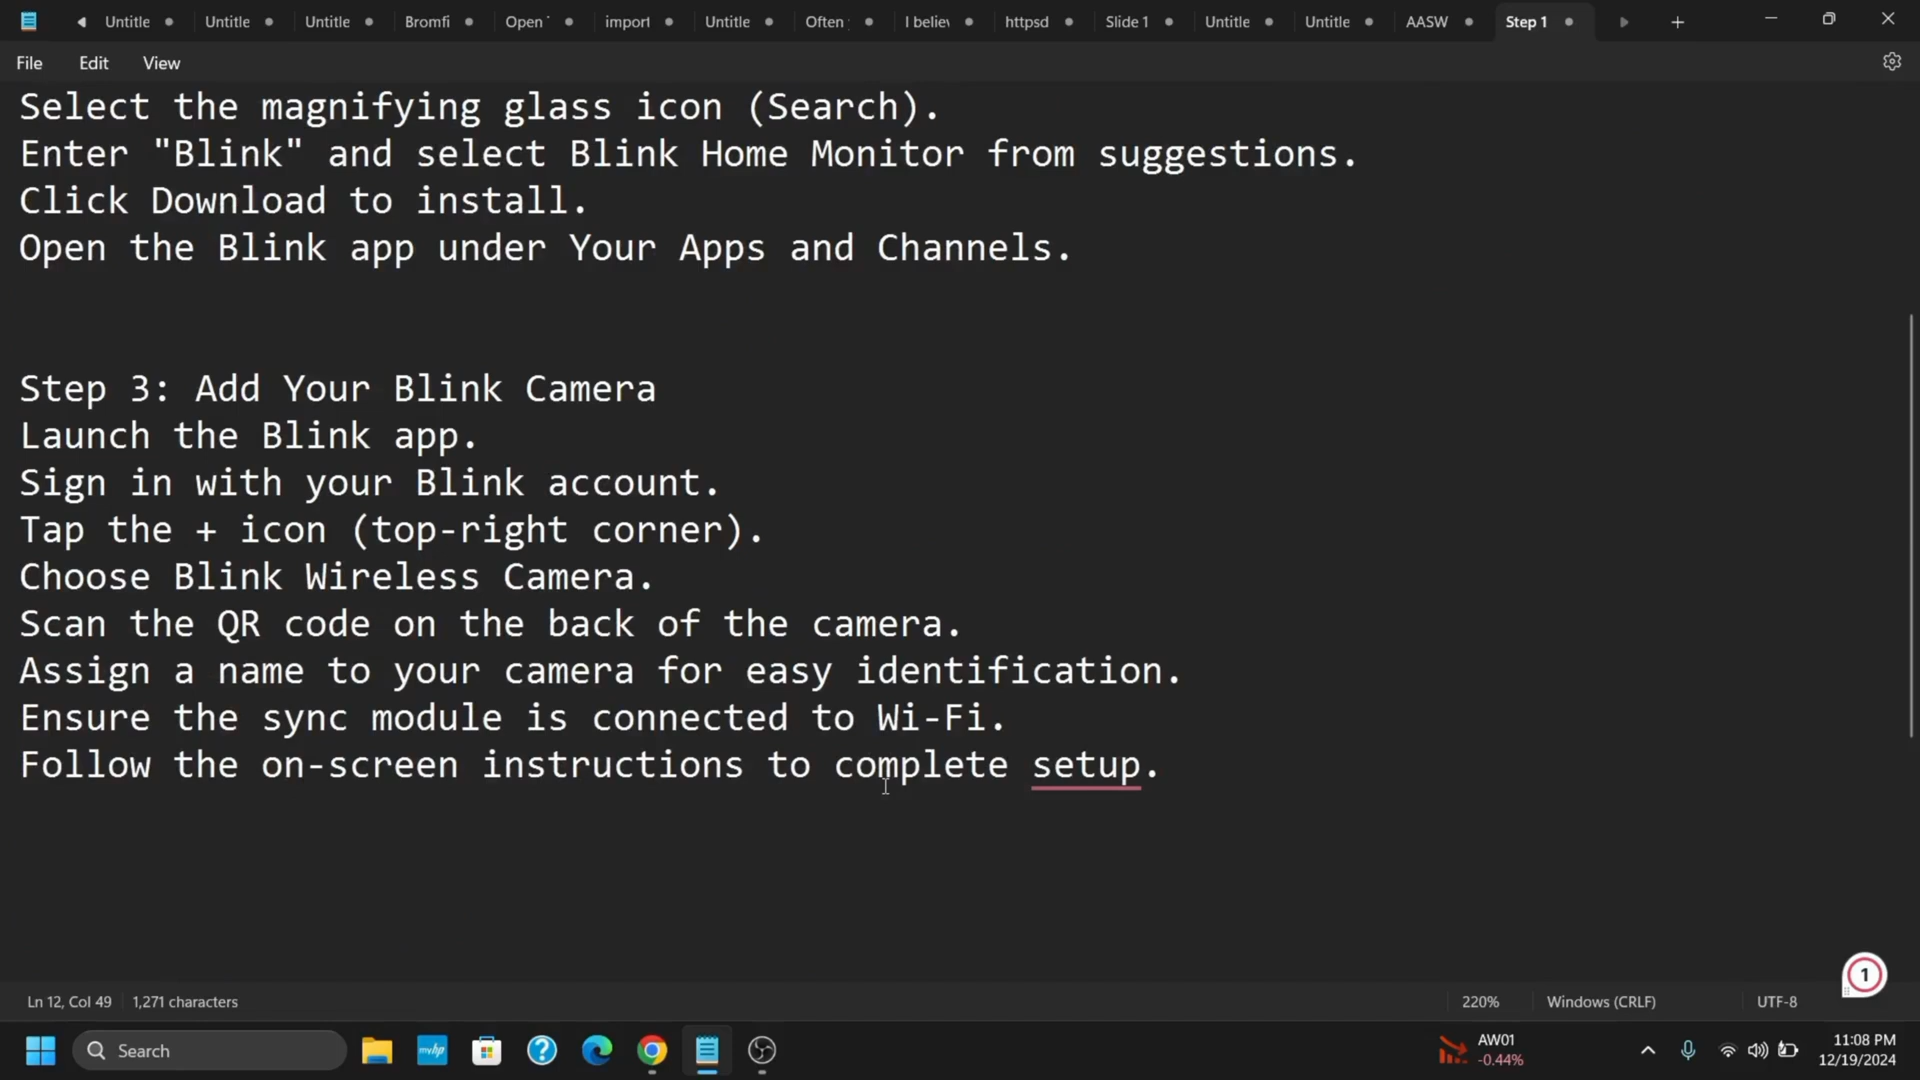 Untitle
Untitle
Untitle
Bromfi
Open
import
Untitle
Often
I believ
httpsd
Slide 1
Untitle
Untitle
AASW
Step 1
File Edit View
Select the magnifying glass icon (Search).
Enter "Blink" and select Blink Home Monitor from suggestions.
Click Download to install.
Open the Blink app under Your Apps and Channels.
Step 3: Add Your Blink Camera
Launch the Blink app.
Sign in with your Blink account.
Tap the + icon (top-right corner).
Choose Blink Wireless Camera.
Scan the QR code on the back of the camera.
Assign a name to your camera for easy identification.
Ensure the sync module is connected to Wi-Fi.
Follow the on-screen instructions to complete setup.
1
Ln 12, Col 49 1,271 characters 220% Windows (CRLF) UTF-8
Search
myhp
AW01
-0.44%
11:08 PM
12/19/2024